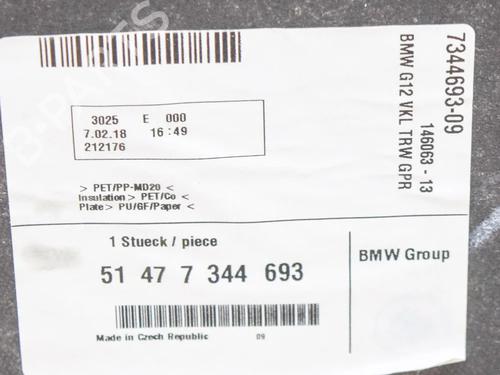 3025 E 000
7.02.18 16:49
212176
> PET/PP-MD20 <
Insulation > PET/Co <
Plate > PU/GF/Paper <
1 Stueck / piece
51 47 7 344 693
Made in Czech Republic 09
BMW Group
7344693-09
146063 - 13
BMW G12 VKL TRW GPR
B-PARTS